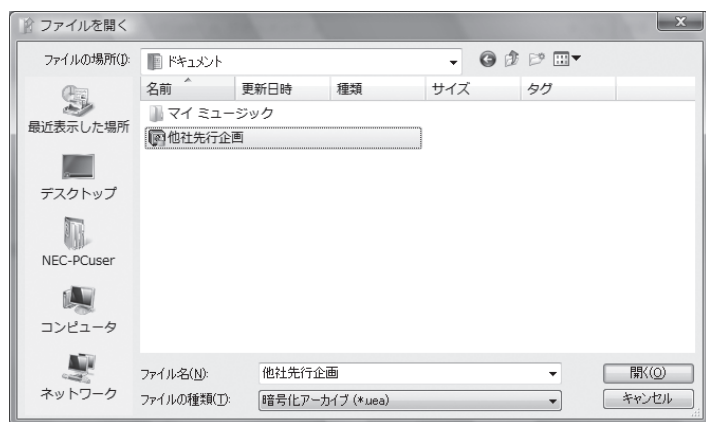 ファイルを開く
X
ファイルの場所(I):
ドキュメント
名前
更新日時
種類
サイズ
タグ
マイ ミュージック
他社先行企画
最近表示した場所
デスクトップ
NEC-PCuser
コンピュータ
ネットワーク
ファイル名(N):
他社先行企画
開く(O)
ファイルの種類(T):
暗号化アーカイブ (*.uea)
キャンセル